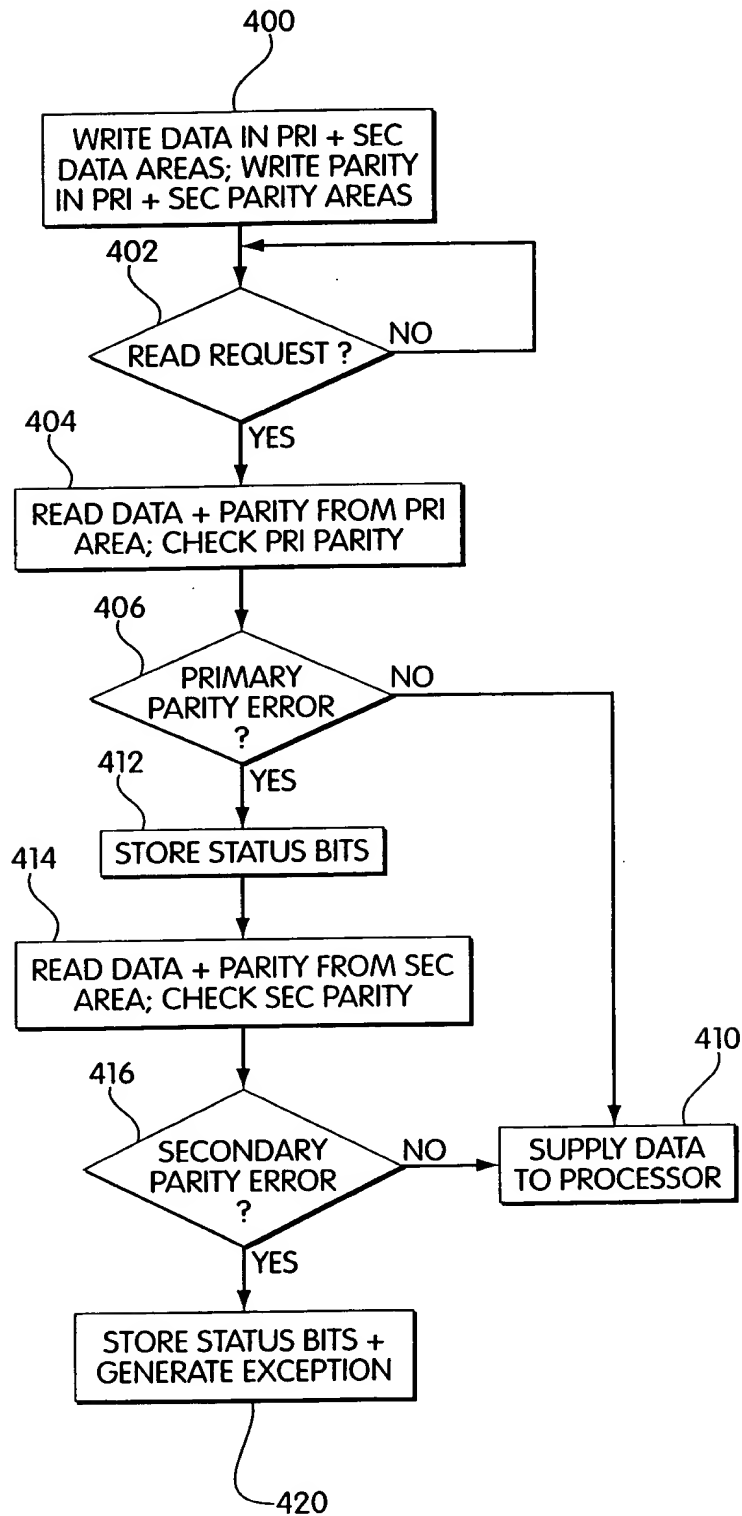 400
WRITE DATA IN PRI + SEC
DATA AREAS; WRITE PARITY
IN PRI + SEC PARITY AREAS
402
READ REQUEST ?
NO
YES
404
READ DATA + PARITY FROM PRI
AREA; CHECK PRI PARITY
406
PRIMARY
PARITY ERROR
?
NO
YES
412
STORE STATUS BITS
414
READ DATA + PARITY FROM SEC
AREA; CHECK SEC PARITY
416
SECONDARY
PARITY ERROR
?
NO
YES
410
SUPPLY DATA
TO PROCESSOR
STORE STATUS BITS +
GENERATE EXCEPTION
420